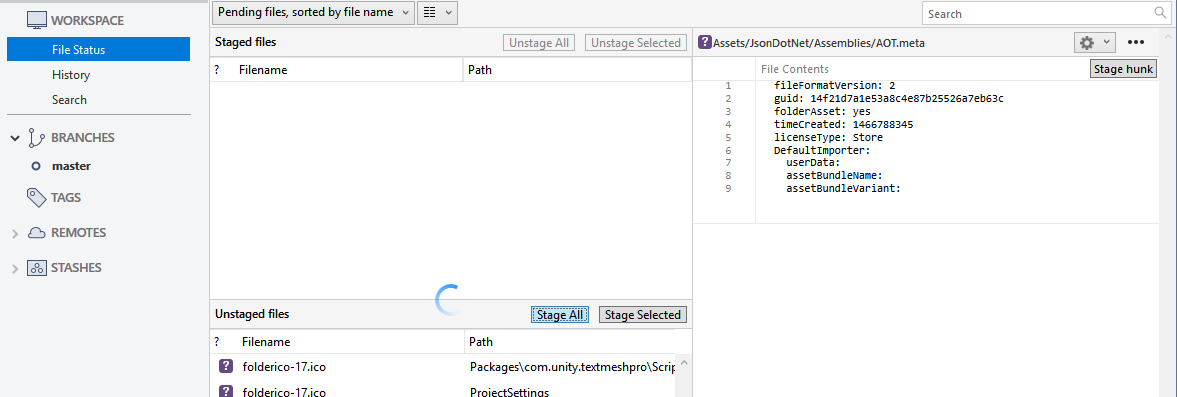 WORKSPACE
File Status
History
Search
BRANCHES
master
TAGS
REMOTES
STASHES
Pending files, sorted by file name
Search
Staged files
Unstage All
Unstage Selected
? Filename Path
Unstaged files
Stage All
Stage Selected
? Filename Path
? folderico-17.ico Packages\com.unity.textmeshpro\Scrip
? folderico-17.ico ProjectSettings
? Assets/JsonDotNet/Assemblies/AOT.meta
File Contents
Stage hunk
1 fileFormatVersion: 2
2 guid: 14f21d7a1e53a8c4e87b25526a7eb63c
3 folderAsset: yes
4 timeCreated: 1466788345
5 licenseType: Store
6 DefaultImporter:
7 userData:
8 assetBundleName:
9 assetBundleVariant: